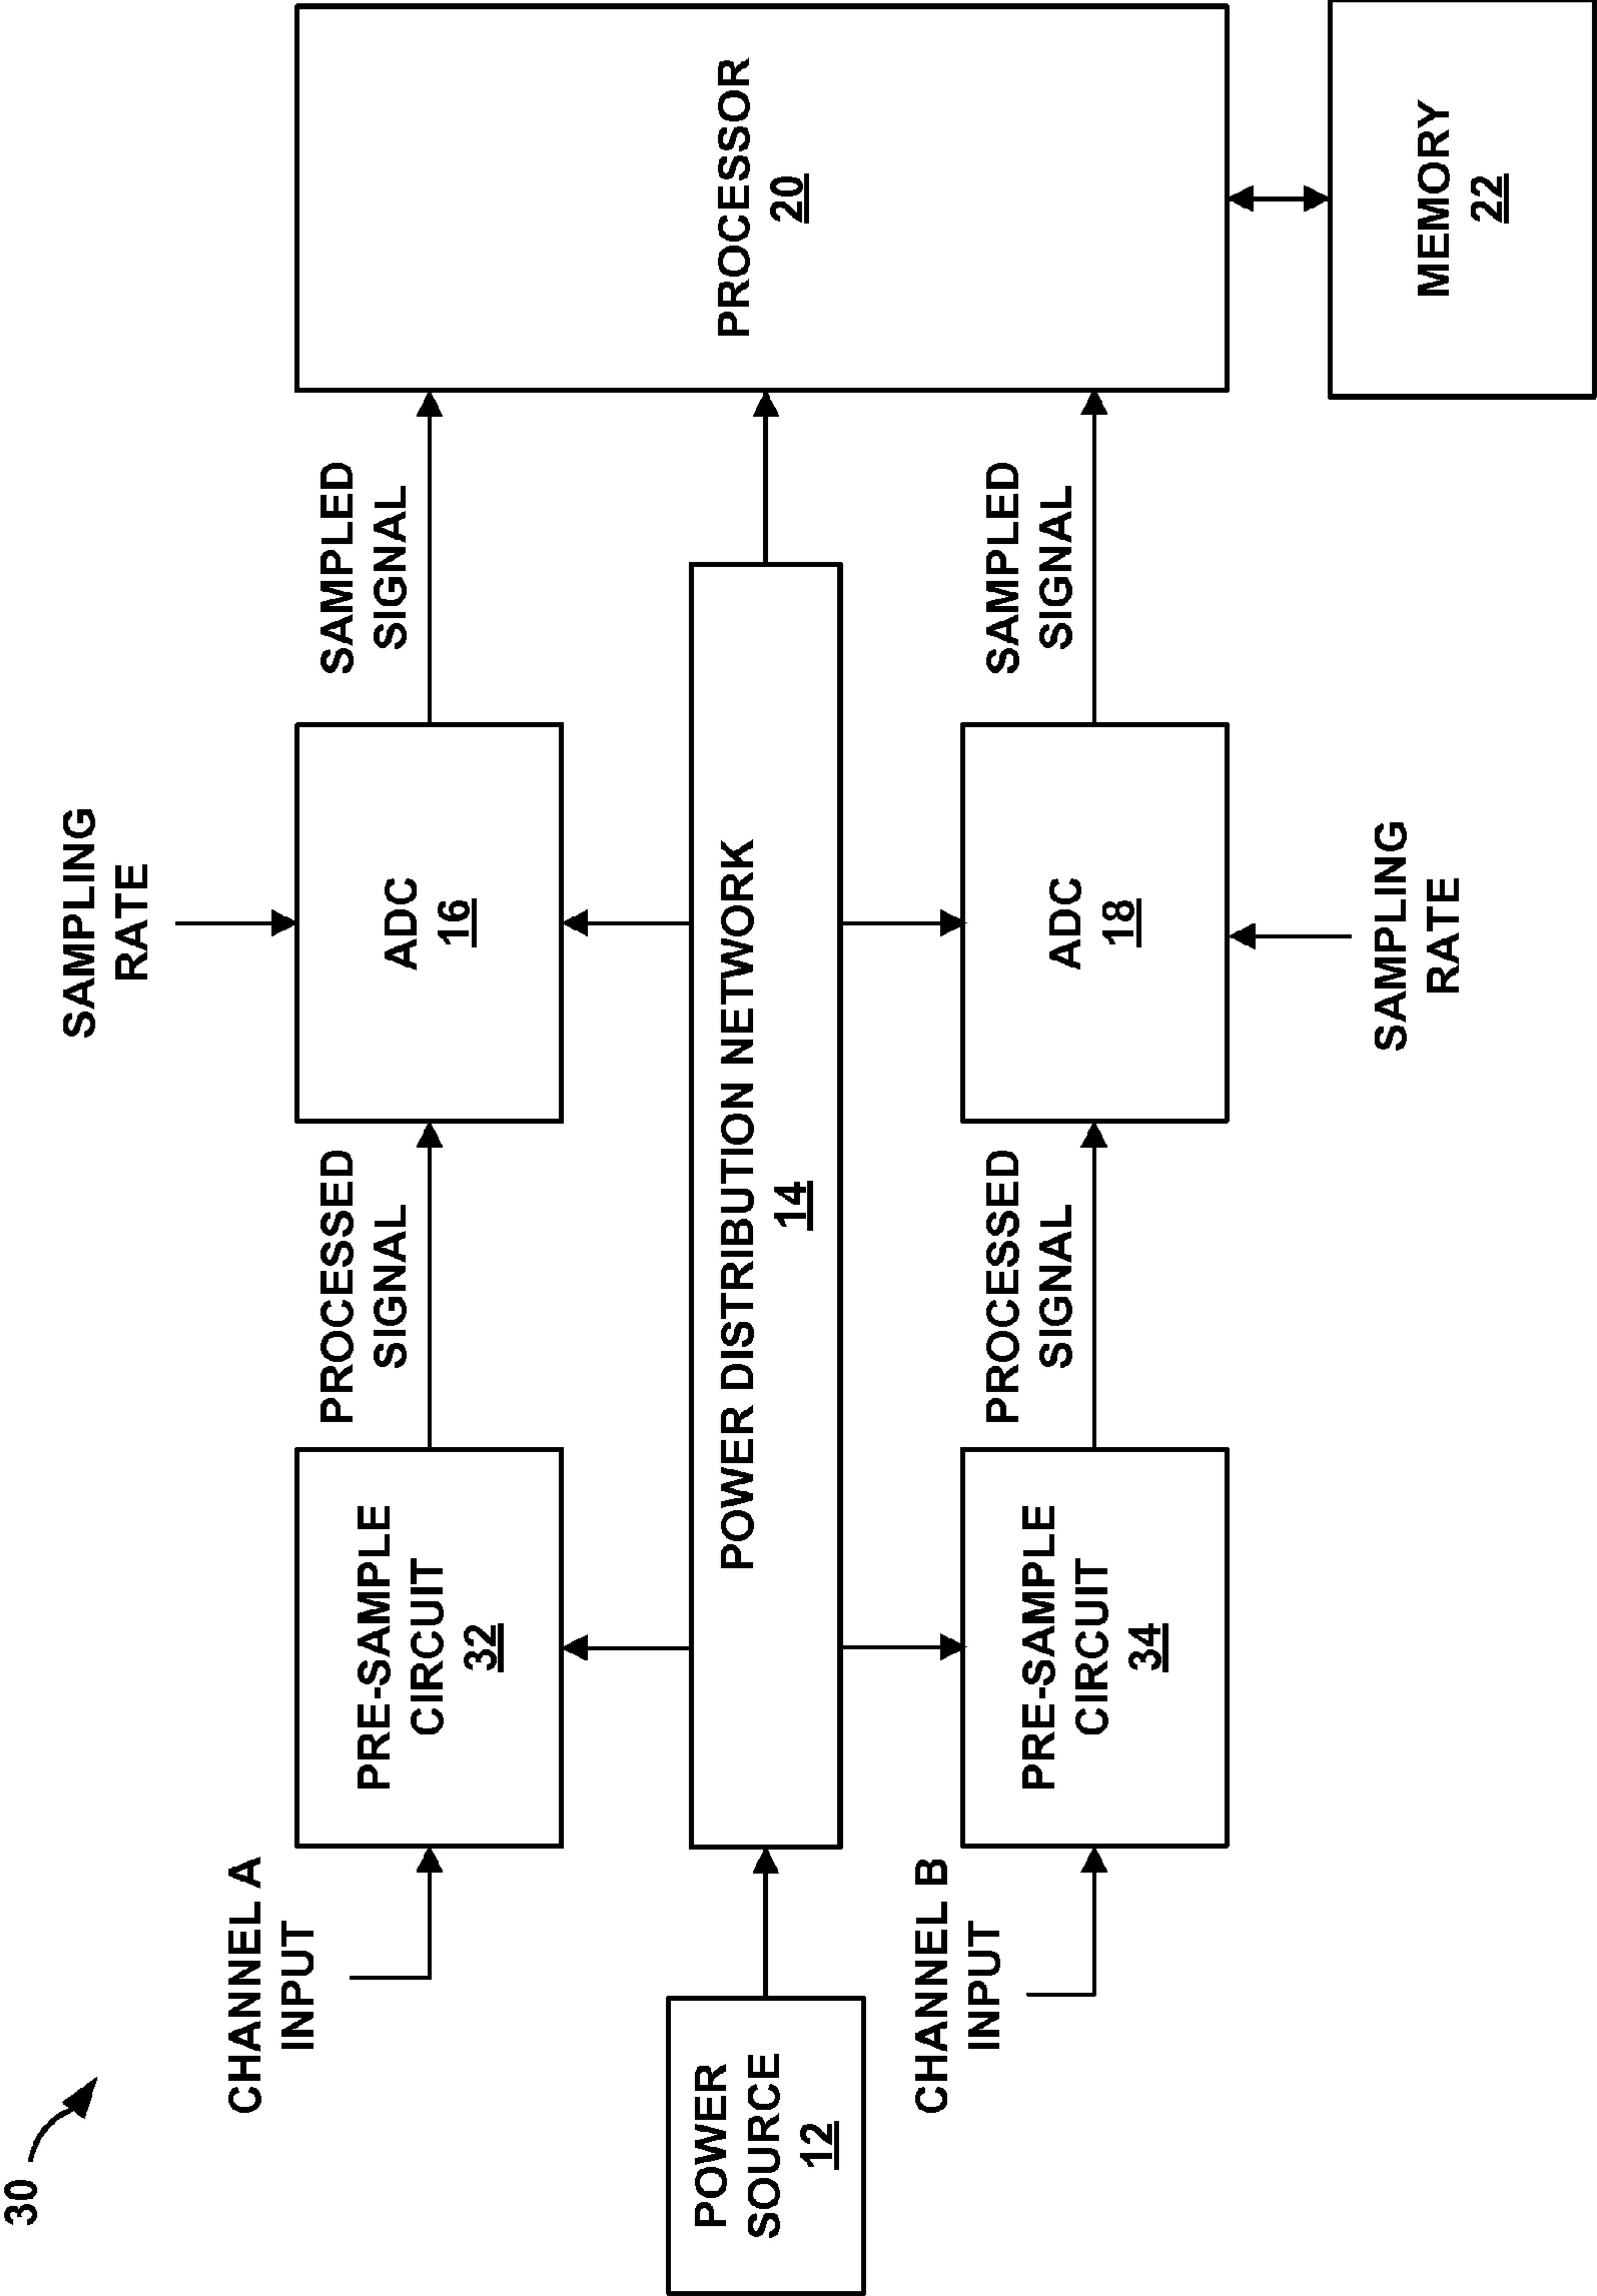 30
CHANNEL A
INPUT
PRE-SAMPLE
CIRCUIT
32
PROCESSED
SIGNAL
SAMPLING
RATE
ADC
16
SAMPLED
SIGNAL
PROCESSOR
20
POWER
SOURCE
12
POWER DISTRIBUTION NETWORK
14
CHANNEL B
INPUT
PRE-SAMPLE
CIRCUIT
34
PROCESSED
SIGNAL
ADC
18
SAMPLING
RATE
SAMPLED
SIGNAL
MEMORY
22